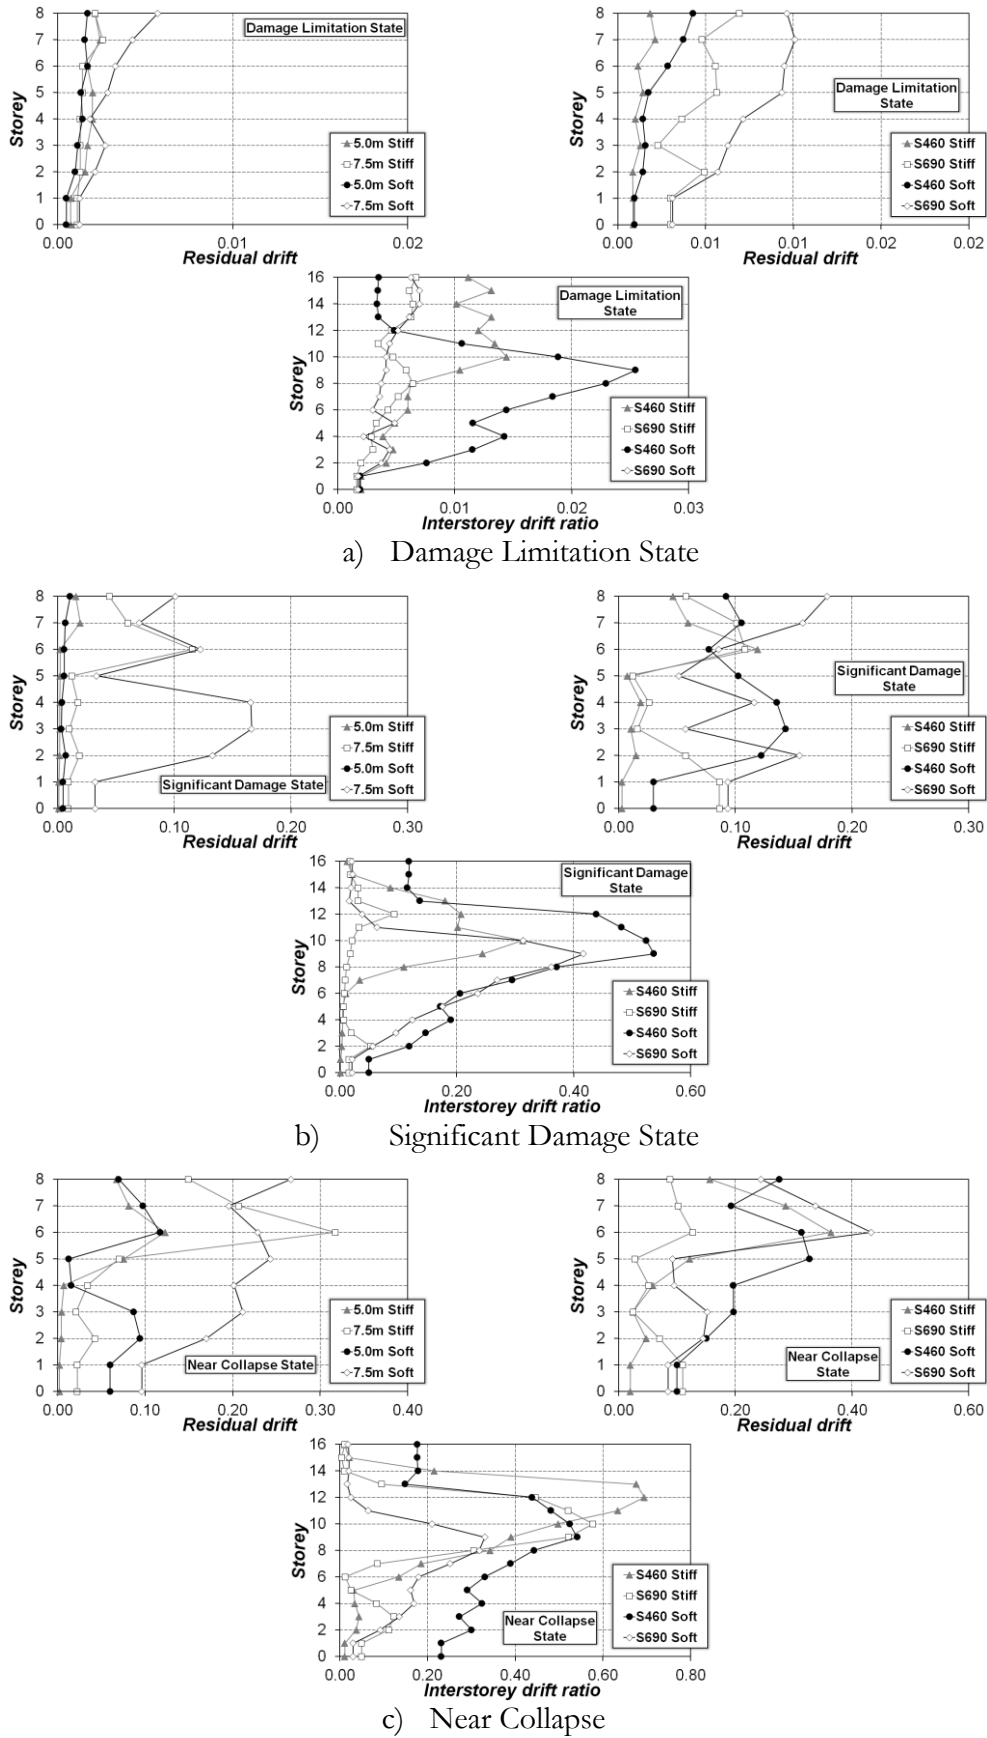 8
7
6
5
4
3
2
1
0
Storey
Damage Limitation State
5.0m Stiff
7.5m Stiff
5.0m Soft
7.5m Soft
0.00 0.01 0.02
Residual drift
8
7
6
5
4
3
2
1
0
Storey
Damage Limitation
State
S460 Stiff
S690 Stiff
S460 Soft
S690 Soft
0.00 0.01 0.01 0.02 0.02
Residual drift
16
14
12
10
8
6
4
2
0
Storey
Damage Limitation
State
S460 Stiff
S690 Stiff
S460 Soft
S690 Soft
0.00 0.01 0.02 0.03
Interstorey drift ratio
a) Damage Limitation State
8
7
6
5
4
3
2
1
0
Storey
5.0m Stiff
7.5m Stiff
5.0m Soft
7.5m Soft
Significant Damage State
0.00 0.10 0.20 0.30
Residual drift
8
7
6
5
4
3
2
1
0
Storey
Significant Damage
State
S460 Stiff
S690 Stiff
S460 Soft
S690 Soft
0.00 0.10 0.20 0.30
Residual drift
16
14
12
10
8
6
4
2
0
Storey
Significant Damage
State
S460 Stiff
S690 Stiff
S460 Soft
S690 Soft
0.00 0.20 0.40 0.60
Interstorey drift ratio
b) Significant Damage State
8
7
6
5
4
3
2
1
0
Storey
5.0m Stiff
7.5m Stiff
5.0m Soft
7.5m Soft
Near Collapse State
0.00 0.10 0.20 0.30 0.40
Residual drift
8
7
6
5
4
3
2
1
0
Storey
S460 Stiff
S690 Stiff
S460 Soft
S690 Soft
Near Collapse
State
0.00 0.20 0.40 0.60
Residual drift
16
14
12
10
8
6
4
2
0
Storey
S460 Stiff
S690 Stiff
S460 Soft
S690 Soft
Near Collapse
State
0.00 0.20 0.40 0.60 0.80
Interstorey drift ratio
c) Near Collapse